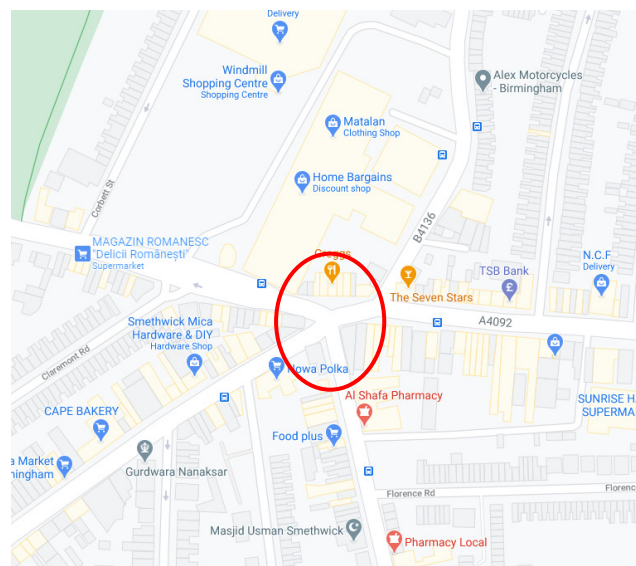 Delivery
Windmill
Shopping Centre
Shopping Centre
Alex Motorcycles
- Birmingham
Matalan
Clothing Shop
Home Bargains
Discount shop
Corbett St
B4136
MAGAZIN ROMANESC
"Delicii Românești"
Supermarket
Greggs
N.C.F
Delivery
TSB Bank
The Seven Stars
A4092
Smethwick Mica
Hardware & DIY
Hardware Shop
Claremont Rd
Nowa Polka
Al Shafa Pharmacy
SUNRISE H
SUPERMA
CAPE BAKERY
Food plus
a Market
mingham
Gurdwara Nanaksar
Florence Rd
Florenc
Masjid Usman Smethwick
Pharmacy Local